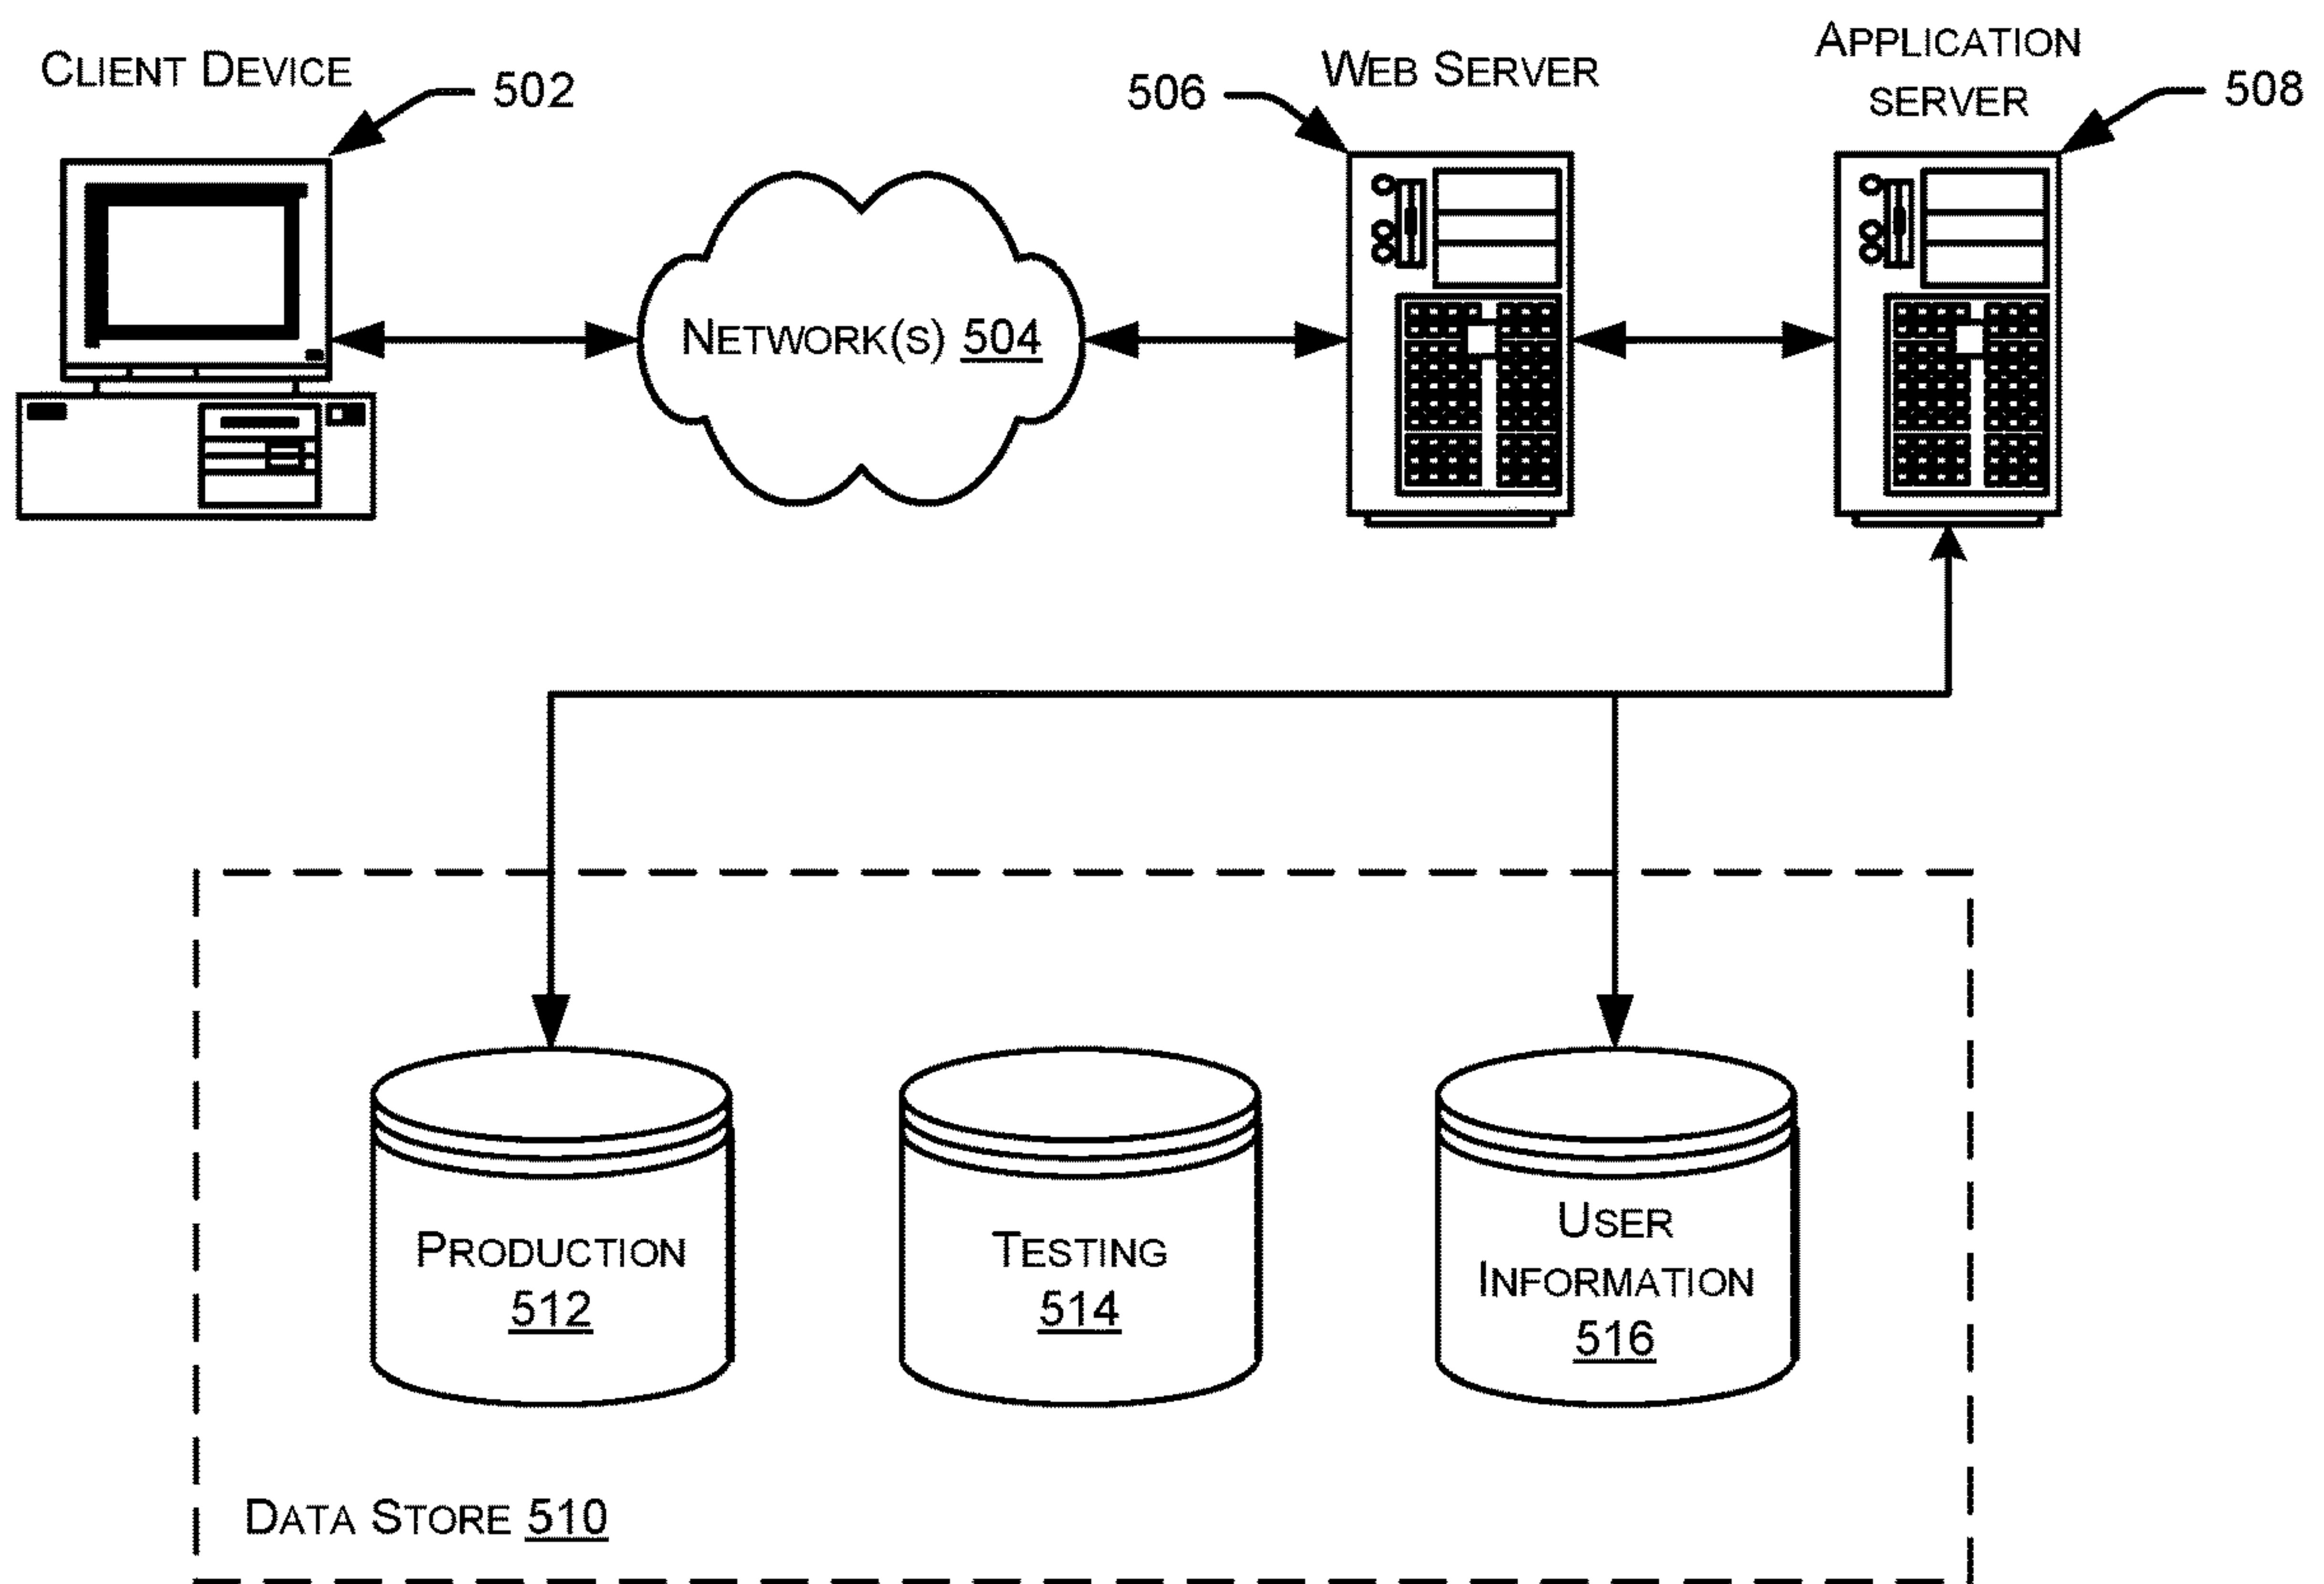 CLIENT DEVICE
502
NETWORK(S) 504
506
WEB SERVER
APPLICATION
SERVER
508
PRODUCTION
512
TESTING
514
USER
INFORMATION
516
DATA STORE 510